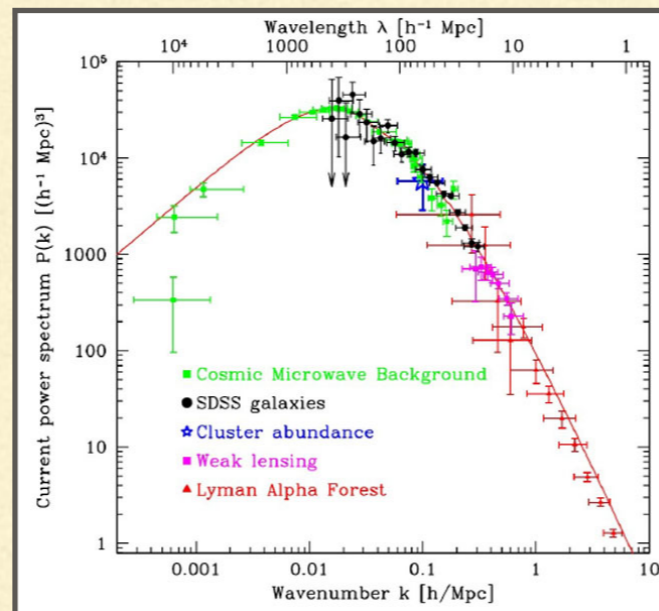 Wavelength λ [h⁻¹ Mpc]
10⁴ 1000 100 10 1
Current power spectrum P(k) [(h⁻¹ Mpc)³]
10⁵
10⁴
1000
100
10
1
Cosmic Microwave Background
SDSS galaxies
Cluster abundance
Weak lensing
Lyman Alpha Forest
0.001 0.01 0.1 1 10
Wavenumber k [h/Mpc]